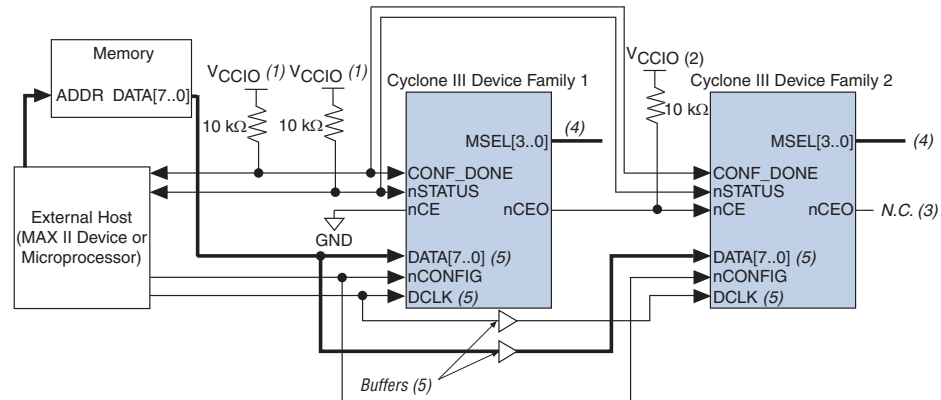 Memory
ADDR DATA[7..0]
VCCIO (1) VCCIO (1)
10 kΩ
10 kΩ
Cyclone III Device Family 1
MSEL[3..0]
(4)
CONF_DONE
nSTATUS
nCE
nCEO
DATA[7..0] (5)
nCONFIG
DCLK (5)
GND
External Host
(MAX II Device or
Microprocessor)
VCCIO (2)
10 kΩ
Cyclone III Device Family 2
MSEL[3..0]
(4)
CONF_DONE
nSTATUS
nCE
nCEO
N.C. (3)
DATA[7..0] (5)
nCONFIG
DCLK (5)
Buffers (5)